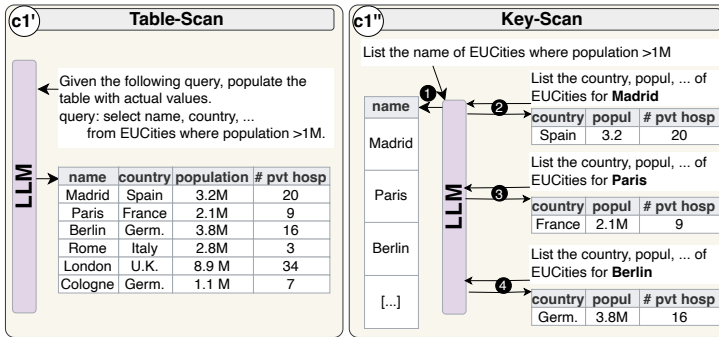 c1'
Table-Scan
LLM
Given the following query, populate the
table with actual values.
query: select name, country, ...
from EUCities where population >1M.
name country population # pvt hosp
Madrid Spain 3.2M 20
Paris France 2.1M 9
Berlin Germ. 3.8M 16
Rome Italy 2.8M 3
London U.K. 8.9 M 34
Cologne Germ. 1.1 M 7
c1"
Key-Scan
List the name of EUCities where population >1M
1
name
Madrid
Paris
Berlin
[...]
LLM
List the country, popul, ... of
EUCities for Madrid
2
country popul # pvt hosp
Spain 3.2 20
List the country, popul, ... of
EUCities for Paris
3
country popul # pvt hosp
France 2.1M 9
List the country, popul, ... of
EUCities for Berlin
4
country popul # pvt hosp
Germ. 3.8M 16